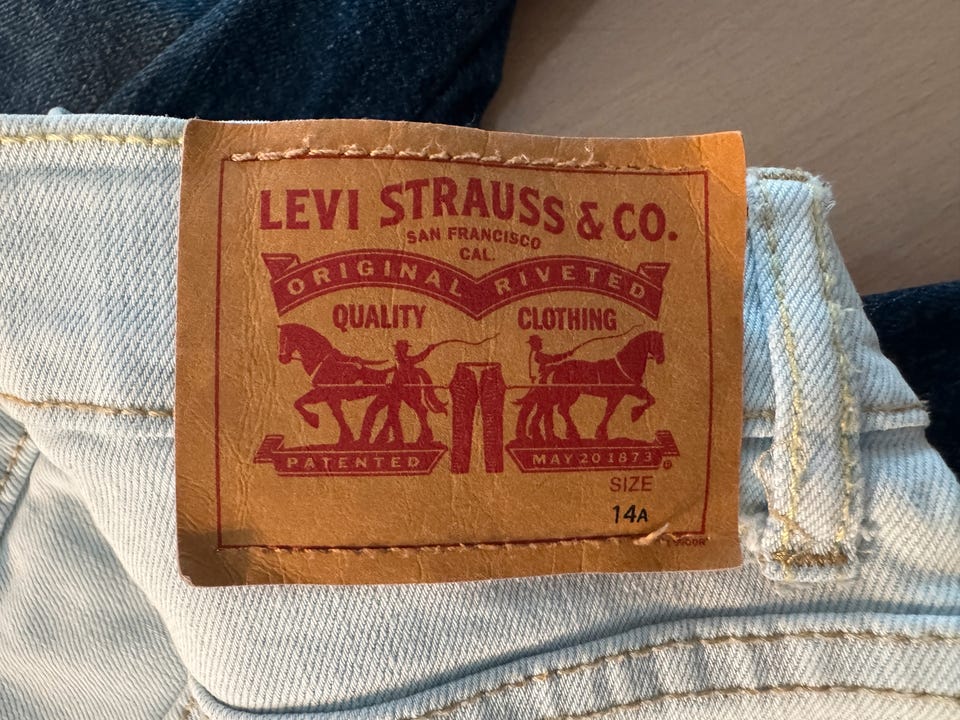 LEVI STRAUSS & CO.
SAN FRANCISCO
CAL.
ORIGINAL RIVETED
QUALITY CLOTHING
PATENTED MAY 20 1873 ®
SIZE
14A